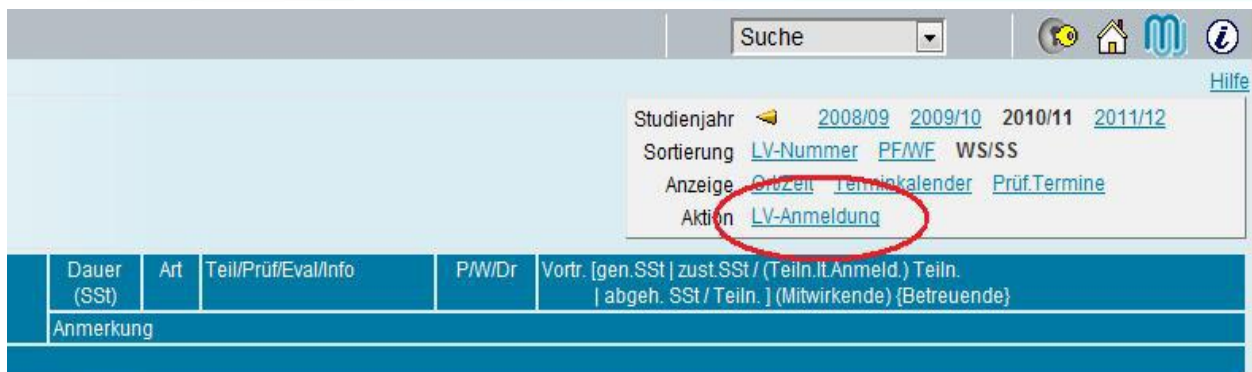 Suche
Hilfe
Studienjahr 2008/09 2009/10 2010/11 2011/12
Sortierung LV-Nummer PF/WF WS/SS
Anzeige Ort/Zeit Terminkalender Prüf.Termine
Aktion LV-Anmeldung
Dauer Art Teil/Prüf/Eval/Info P/W/Dr Vortr. [gen.SSt | zust.SSt / (Teiln.lt.Anmeld.) Teiln.
(SSt) | abgeh. SSt / Teiln. ] (Mitwirkende) {Betreuende}
Anmerkung